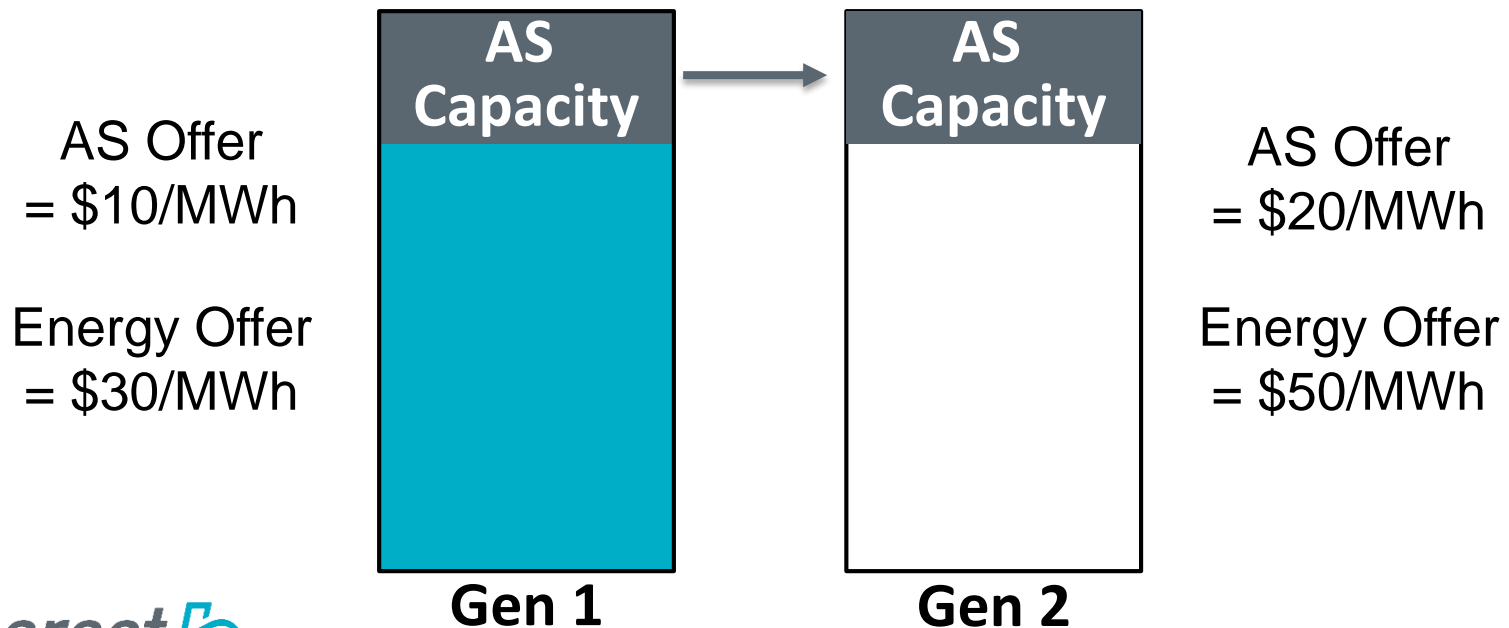 AS
Capacity
AS
Capacity
AS Offer
= $10/MWh
Energy Offer
= $30/MWh
AS Offer
= $20/MWh
Energy Offer
= $50/MWh
Gen 1
Gen 2
ercot